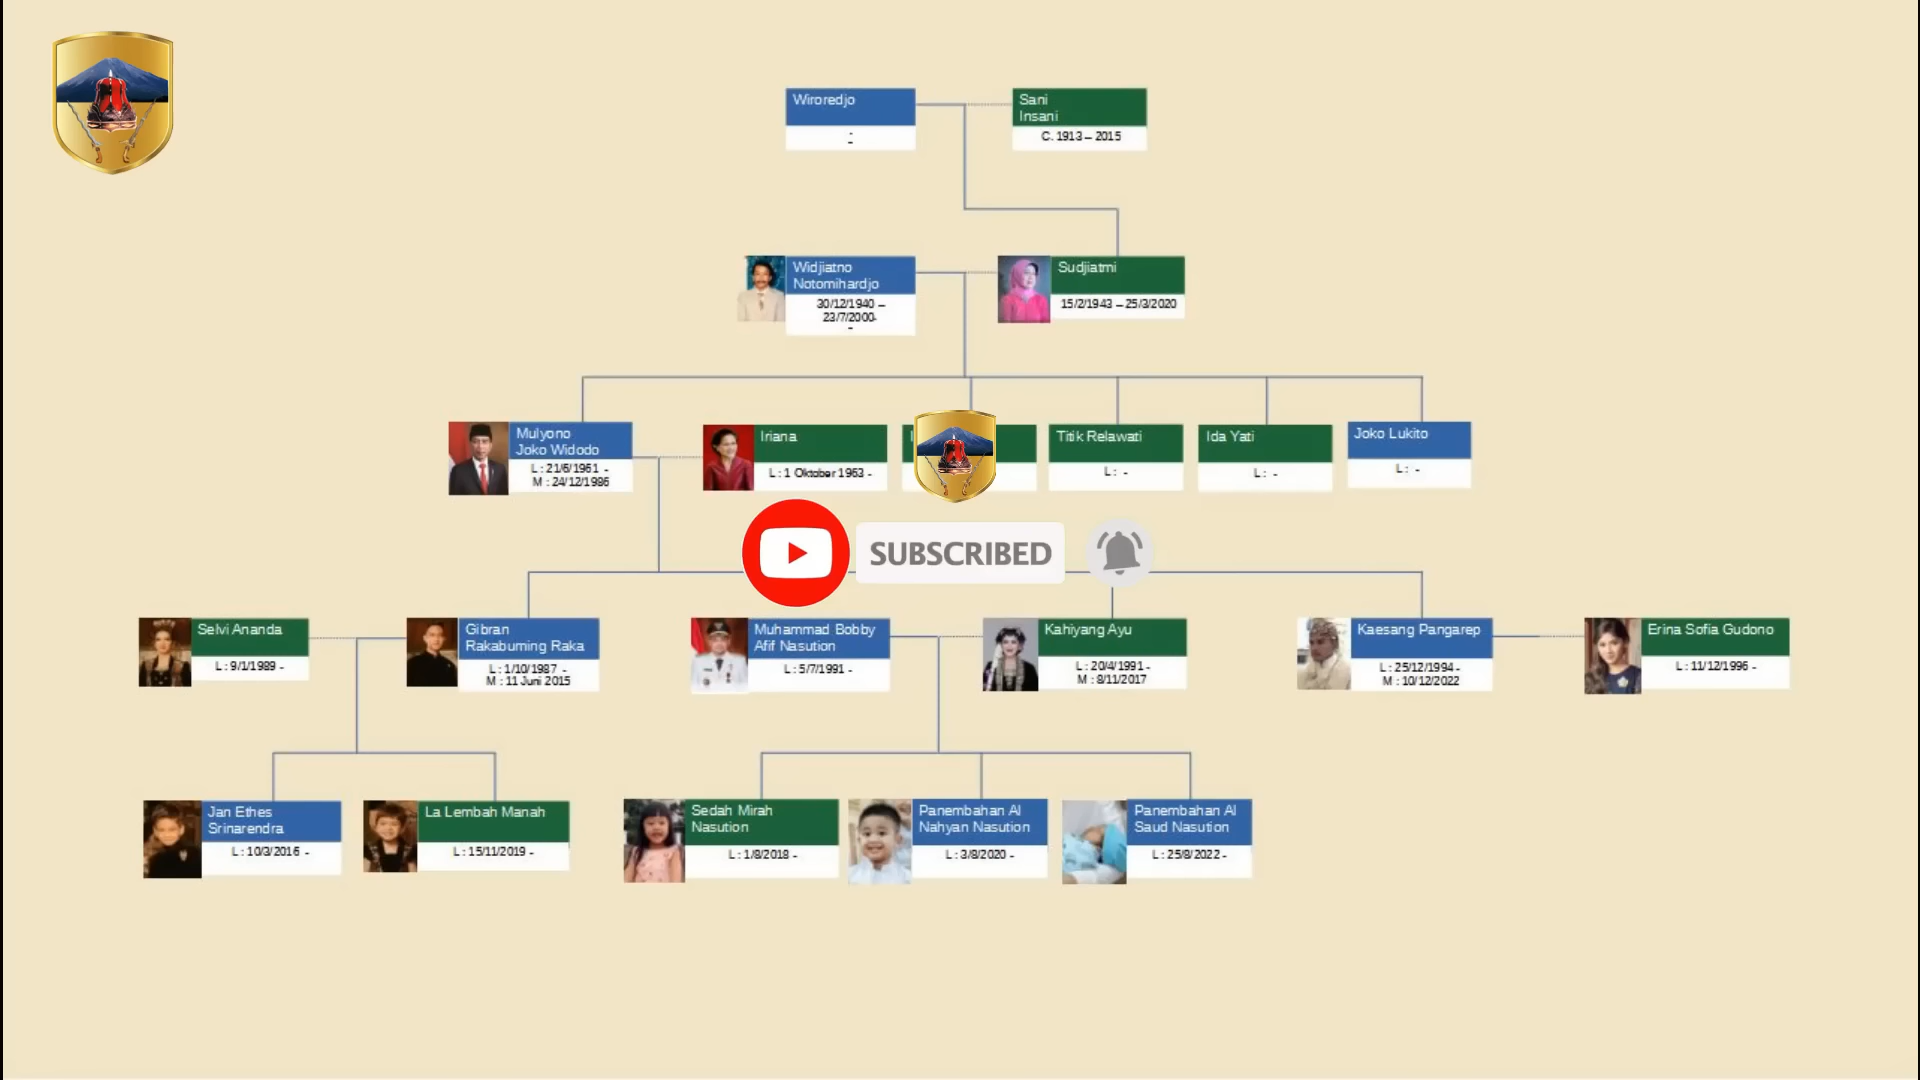 Wiroredjo
-
-
Sani
Insani
C. 1913 – 2015
Widjiatno
Notomihardjo
30/12/1940 –
23/7/2000-
-
Sudjiatmi
15/2/1943 – 25/3/2020
Mulyono
Joko Widodo
L : 21/6/1961 -
M : 24/12/1986
Iriana
L : 1 Oktober 1963 -
Titik Relawati
L : -
Ida Yati
L : -
Joko Lukito
L : -
SUBSCRIBED
Selvi Ananda
L : 9/1/1989 -
Gibran
Rakabuming Raka
L : 1/10/1987 -
M : 11 Juni 2015
Muhammad Bobby
Afif Nasution
L : 5/7/1991 -
Kahiyang Ayu
L : 20/4/1991 -
M : 8/11/2017
Kaesang Pangarep
L : 25/12/1994 -
M : 10/12/2022
Erina Sofia Gudono
L : 11/12/1996 -
Jan Ethes
Srinarendra
L : 10/3/2016 -
La Lembah Manah
L : 15/11/2019 -
Sedah Mirah
Nasution
L : 1/8/2018 -
Panembahan Al
Nahyan Nasution
L : 3/8/2020 -
Panembahan Al
Saud Nasution
L : 25/8/2022 -